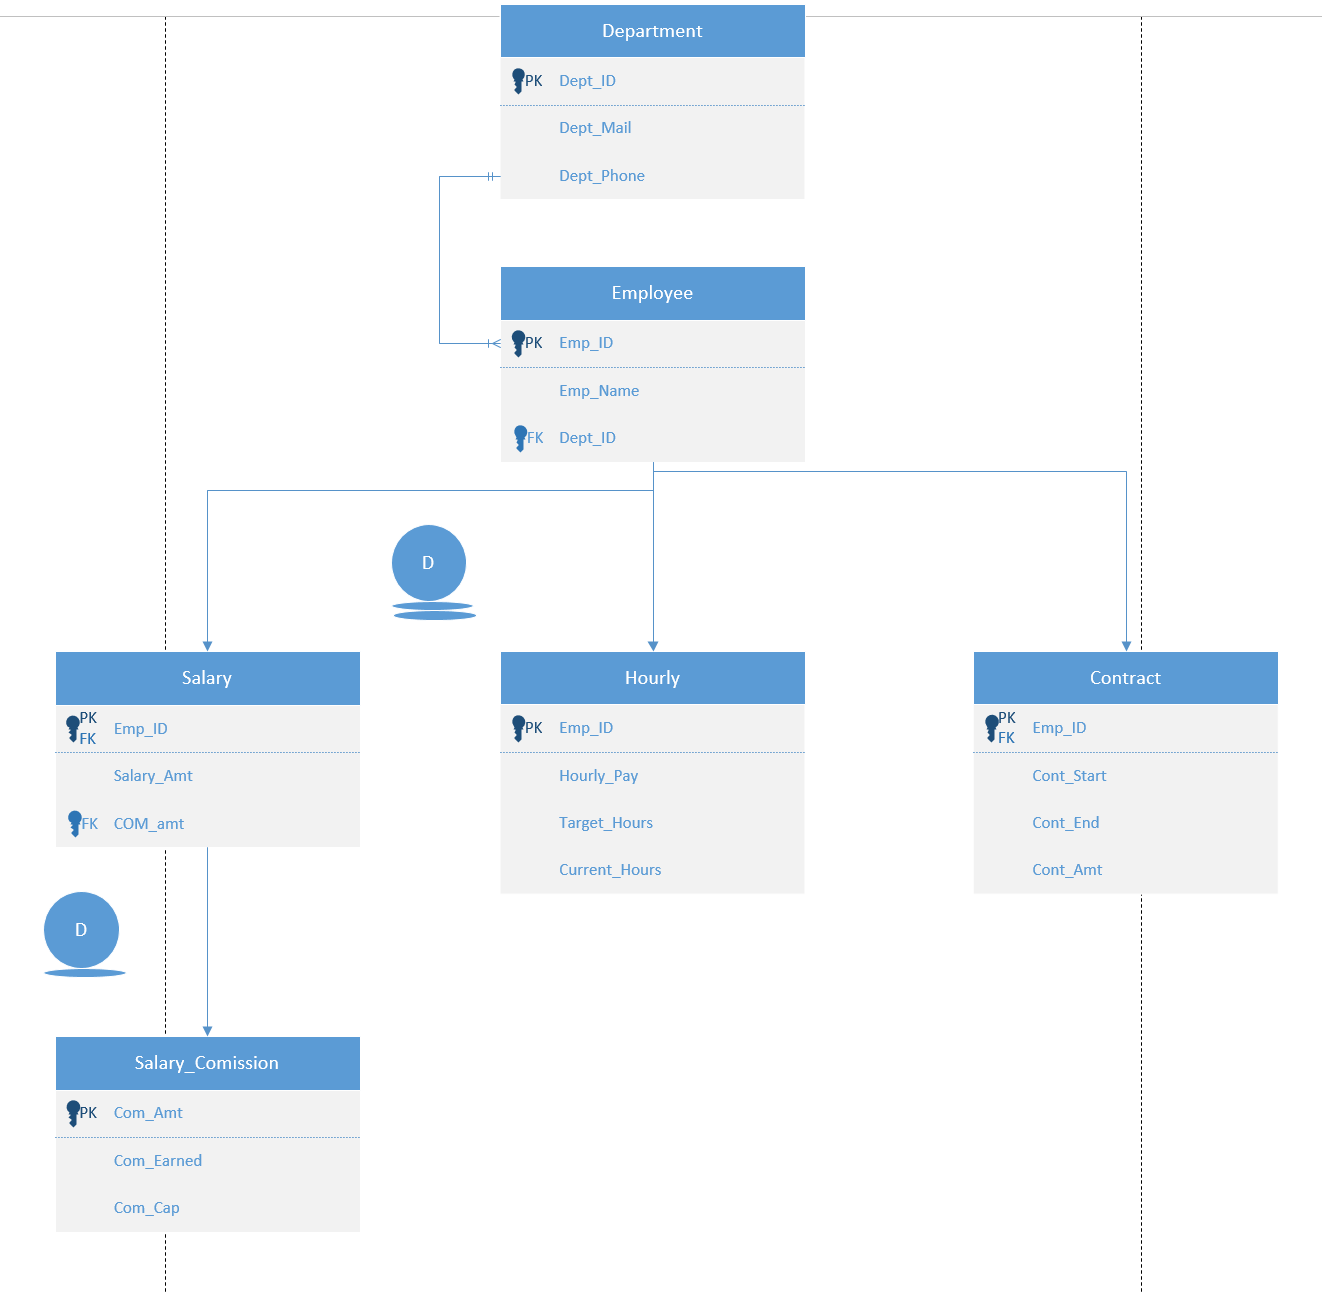 Department
PK Dept_ID
Dept_Mail
Dept_Phone
Employee
PK Emp_ID
Emp_Name
FK Dept_ID
D
Salary
PK
FK Emp_ID
Salary_Amt
FK COM_amt
Hourly
PK Emp_ID
Hourly_Pay
Target_Hours
Current_Hours
Contract
PK
FK Emp_ID
Cont_Start
Cont_End
Cont_Amt
D
Salary_Comission
PK Com_Amt
Com_Earned
Com_Cap